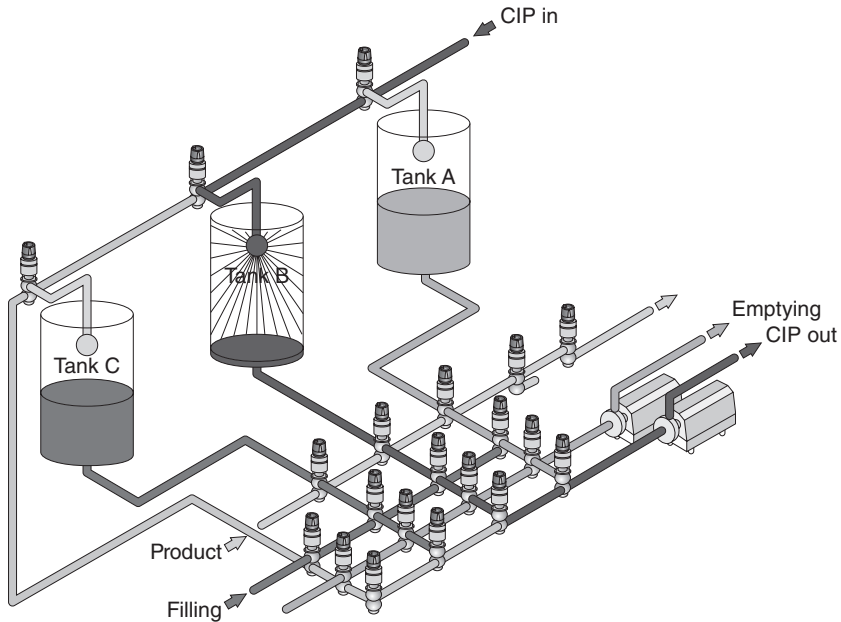 CIP in
Tank A
Tank B
Tank C
Emptying
CIP out
Product
Filling